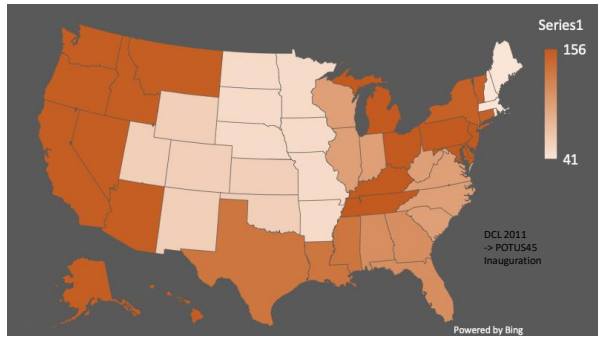 Series1
156
41
DCL 2011
-> POTUS45
Inauguration
Powered by Bing